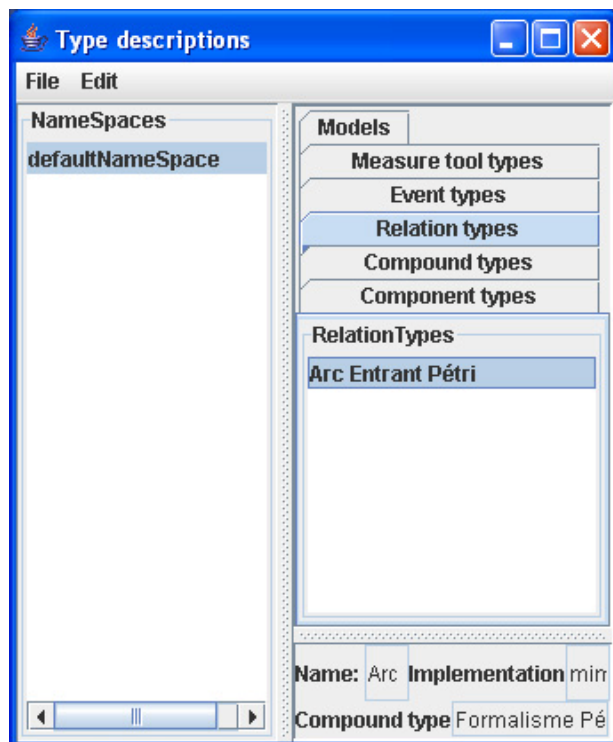 Type descriptions
File Edit
NameSpaces
defaultNameSpace
Models
Measure tool types
Event types
Relation types
Compound types
Component types
RelationTypes
Arc Entrant Pétri
Name: Arc Implementation
Compound type Formalisme Pé